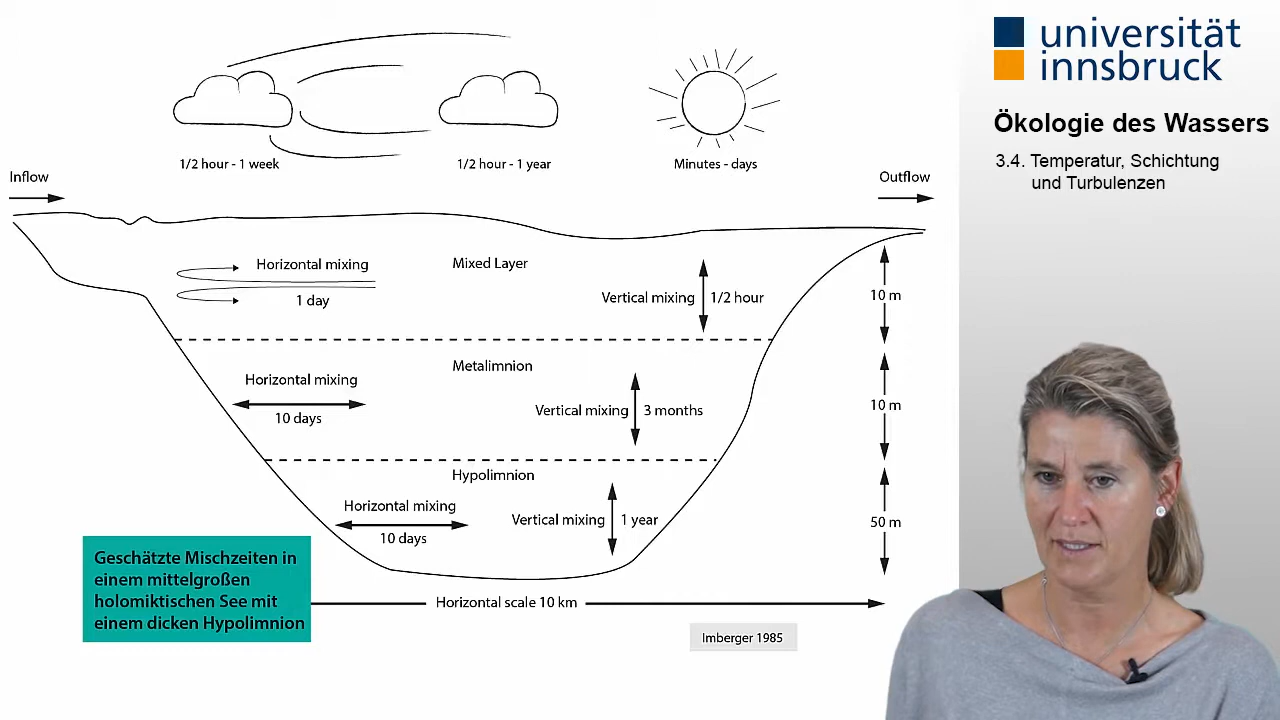 universität
innsbruck
Ökologie des Wassers
3.4. Temperatur, Schichtung
und Turbulenzen
1/2 hour - 1 week
1/2 hour - 1 year
Minutes - days
Inflow
Outflow
Horizontal mixing
1 day
Mixed Layer
Vertical mixing
1/2 hour
10 m
Metalimnion
Horizontal mixing
10 days
Vertical mixing
3 months
10 m
Hypolimnion
Horizontal mixing
10 days
Vertical mixing
1 year
50 m
Geschätzte Mischzeiten in
einem mittelgroßen
holomiktischen See mit
einem dicken Hypolimnion
Horizontal scale 10 km
Imberger 1985